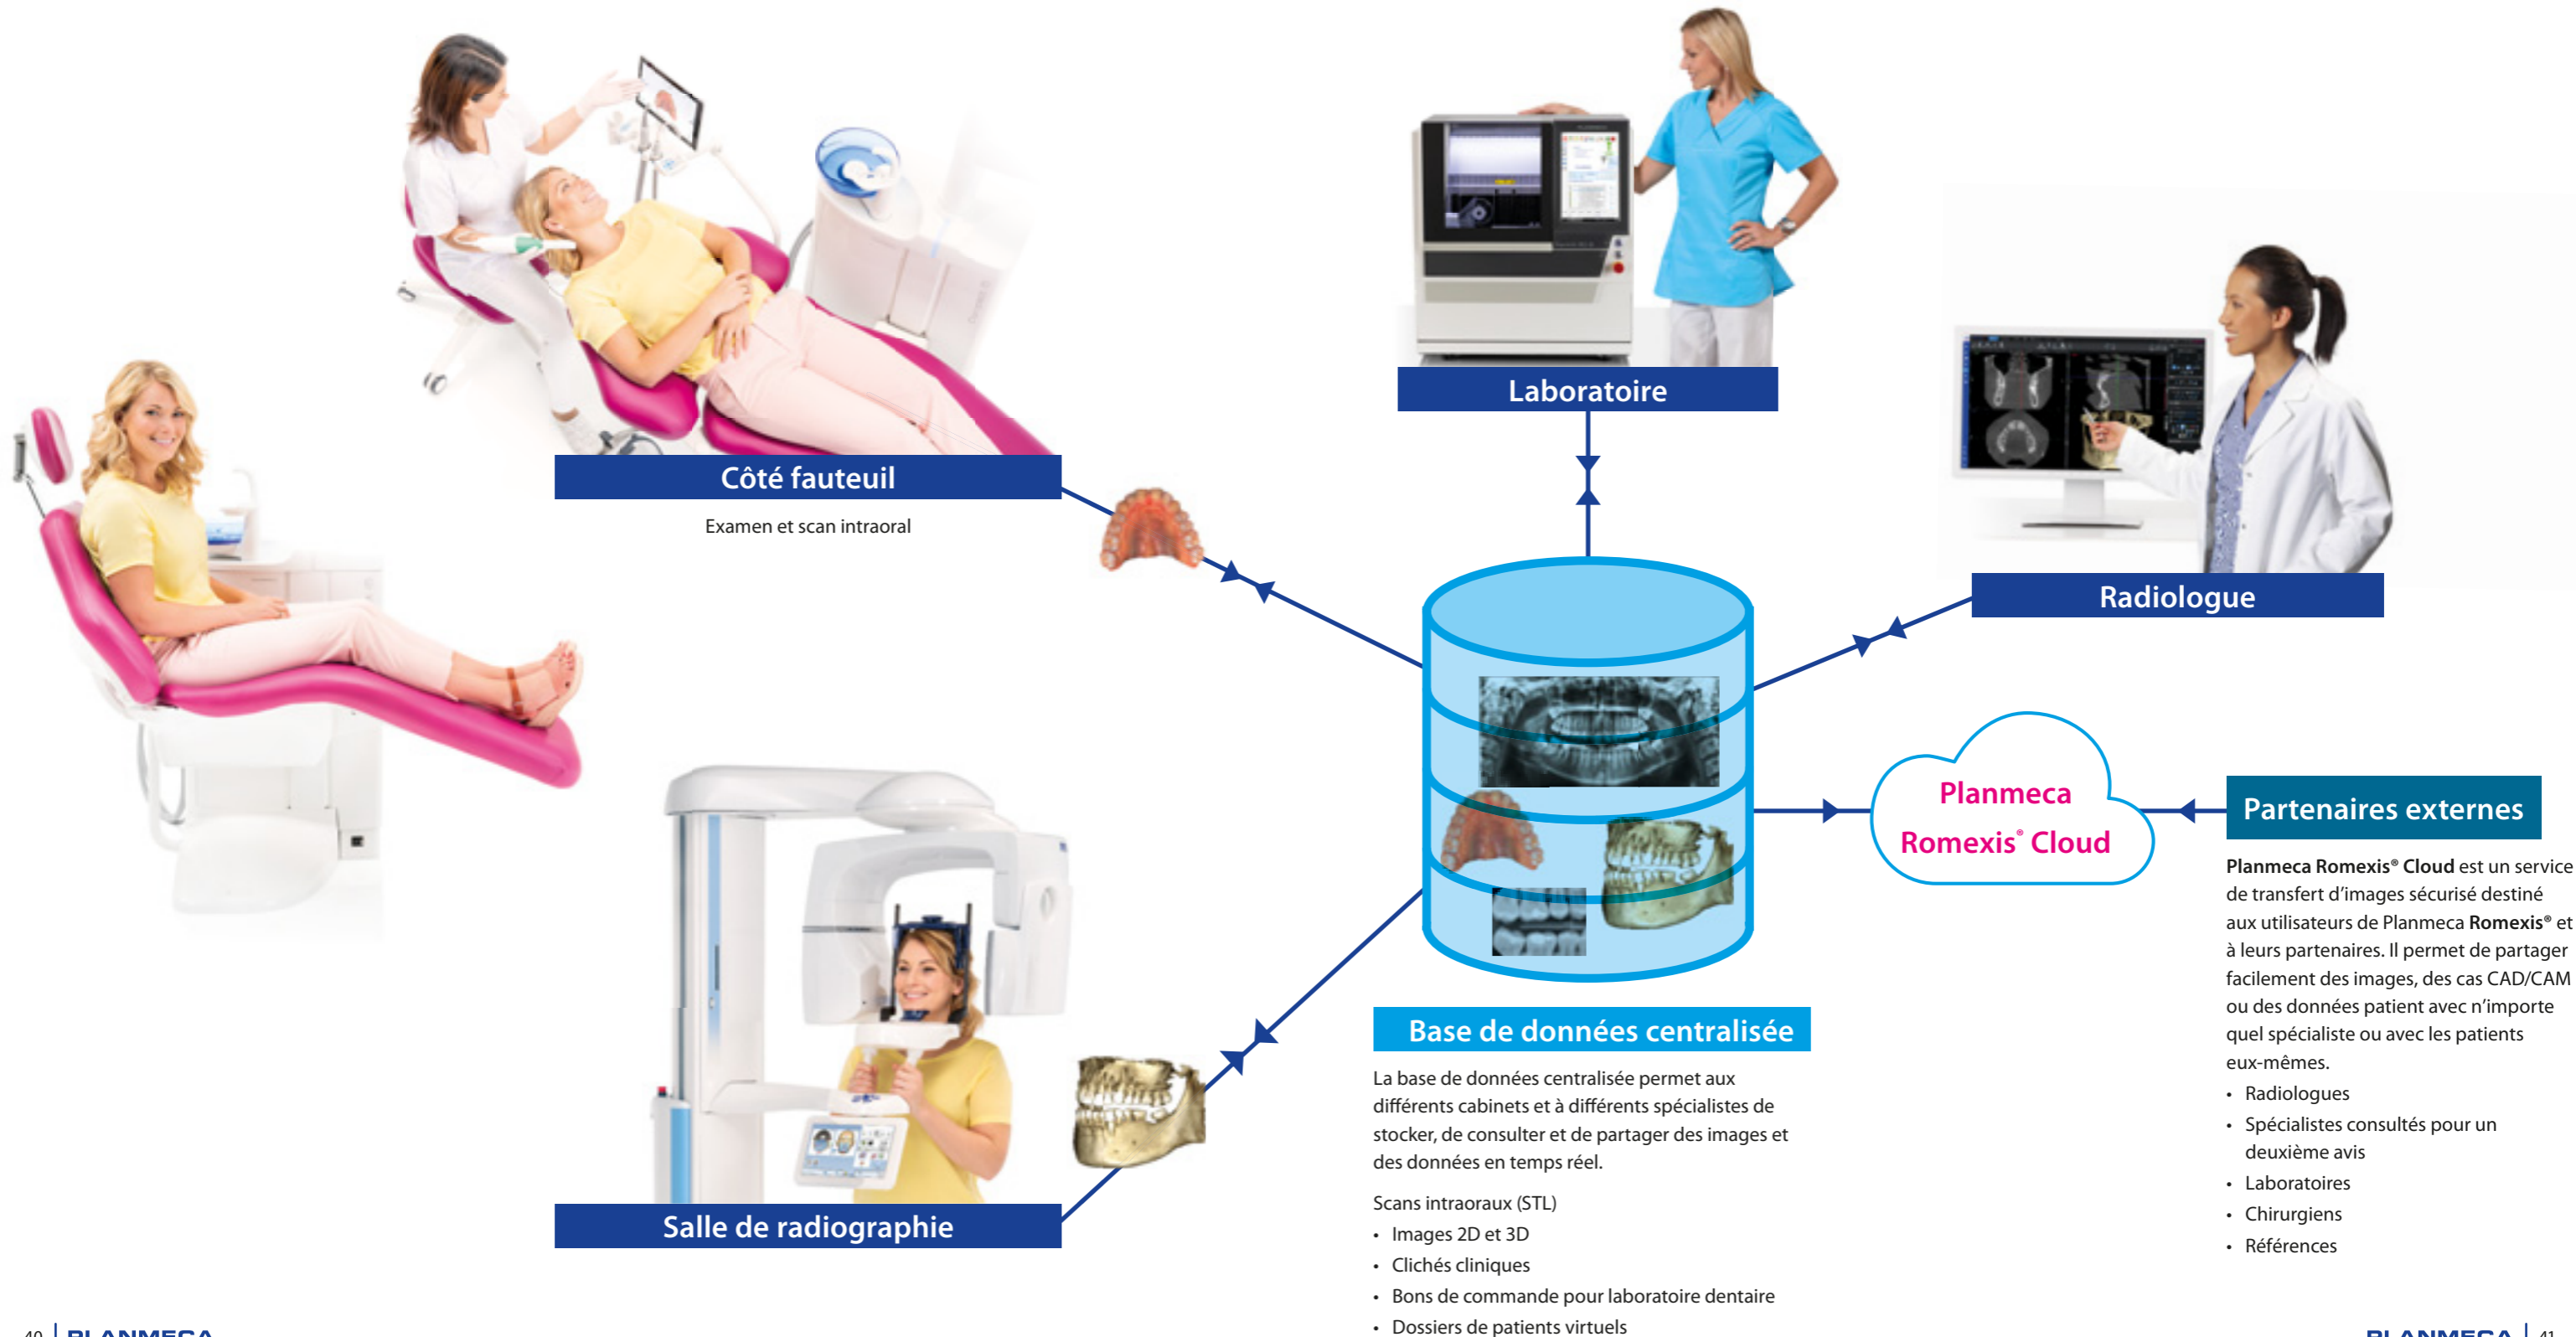 Laboratoire
Côté fauteuil
Examen et scan intraoral
Radiologue
Planmeca
Romexis® Cloud
Partenaires externes
Planmeca Romexis® Cloud est un service
de transfert d'images sécurisé destiné
aux utilisateurs de Planmeca Romexis® et
à leurs partenaires. Il permet de partager
facilement des images, des cas CAD/CAM
ou des données patient avec n'importe
quel spécialiste ou avec les patients
eux-mêmes.
• Radiologues
• Spécialistes consultés pour un
deuxième avis
• Laboratoires
• Chirurgiens
• Références
Salle de radiographie
Base de données centralisée
La base de données centralisée permet aux
différents cabinets et à différents spécialistes de
stocker, de consulter et de partager des images et
des données en temps réel.
Scans intraoraux (STL)
• Images 2D et 3D
• Clichés cliniques
• Bons de commande pour laboratoire dentaire
• Dossiers de patients virtuels
40 PLANMECA
PLANMECA 41